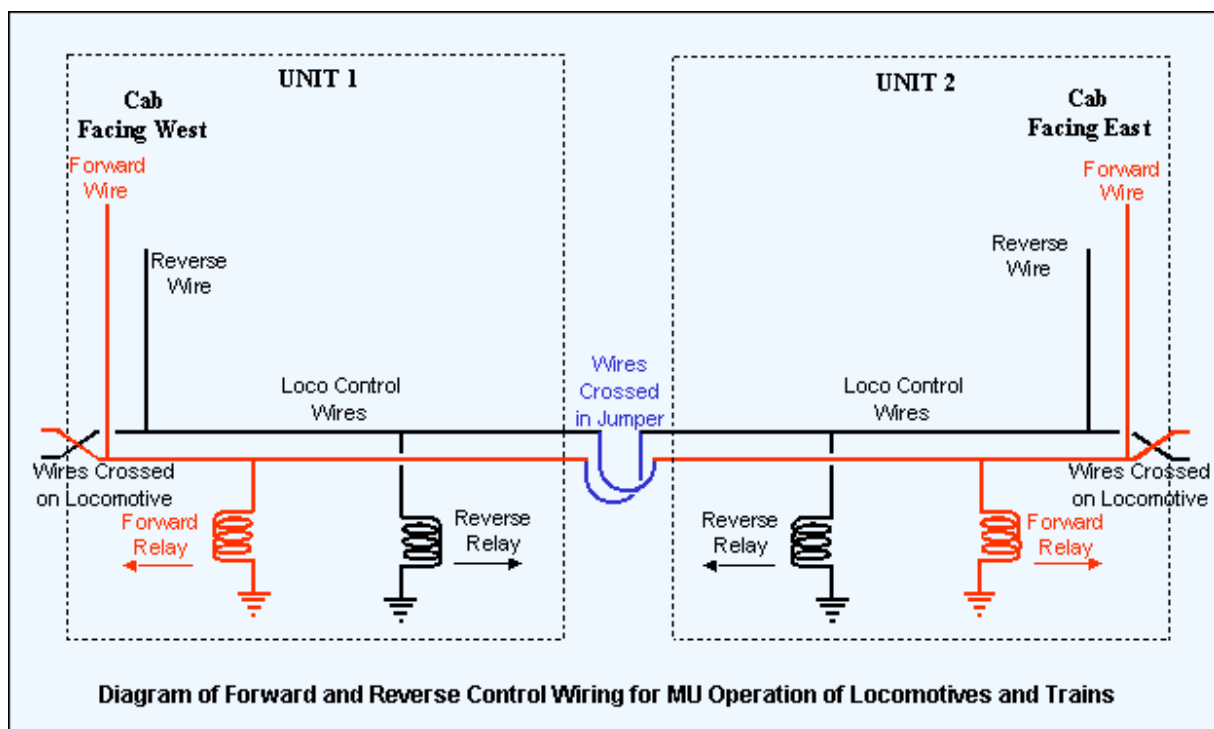 UNIT 1
UNIT 2
Cab
Facing West
Cab
Facing East
Forward
Wire
Forward
Wire
Reverse
Wire
Reverse
Wire
Loco Control
Wires
Wires
Crossed
in Jumper
Loco Control
Wires
Wires Crossed
on Locomotive
Wires Crossed
on Locomotive
Forward
Relay
Reverse
Relay
Reverse
Relay
Forward
Relay
Diagram of Forward and Reverse Control Wiring for MU Operation of Locomotives and Trains